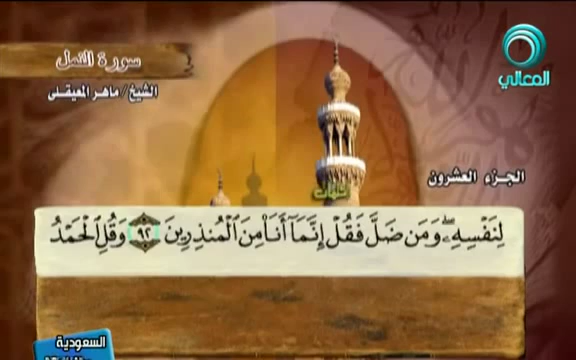 المعالي
سورة النمل
الشيخ / ماهر المعيقلي
الجزء العشرون
لِنَفْسِهِۦۖ وَمَن ضَلَّ فَقُلْ إِنَّمَآ أَنَا۠ مِنَ ٱلْمُنذِرِينَ ٩٢ وَقُلِ ٱلْحَمْدُ
السعودية